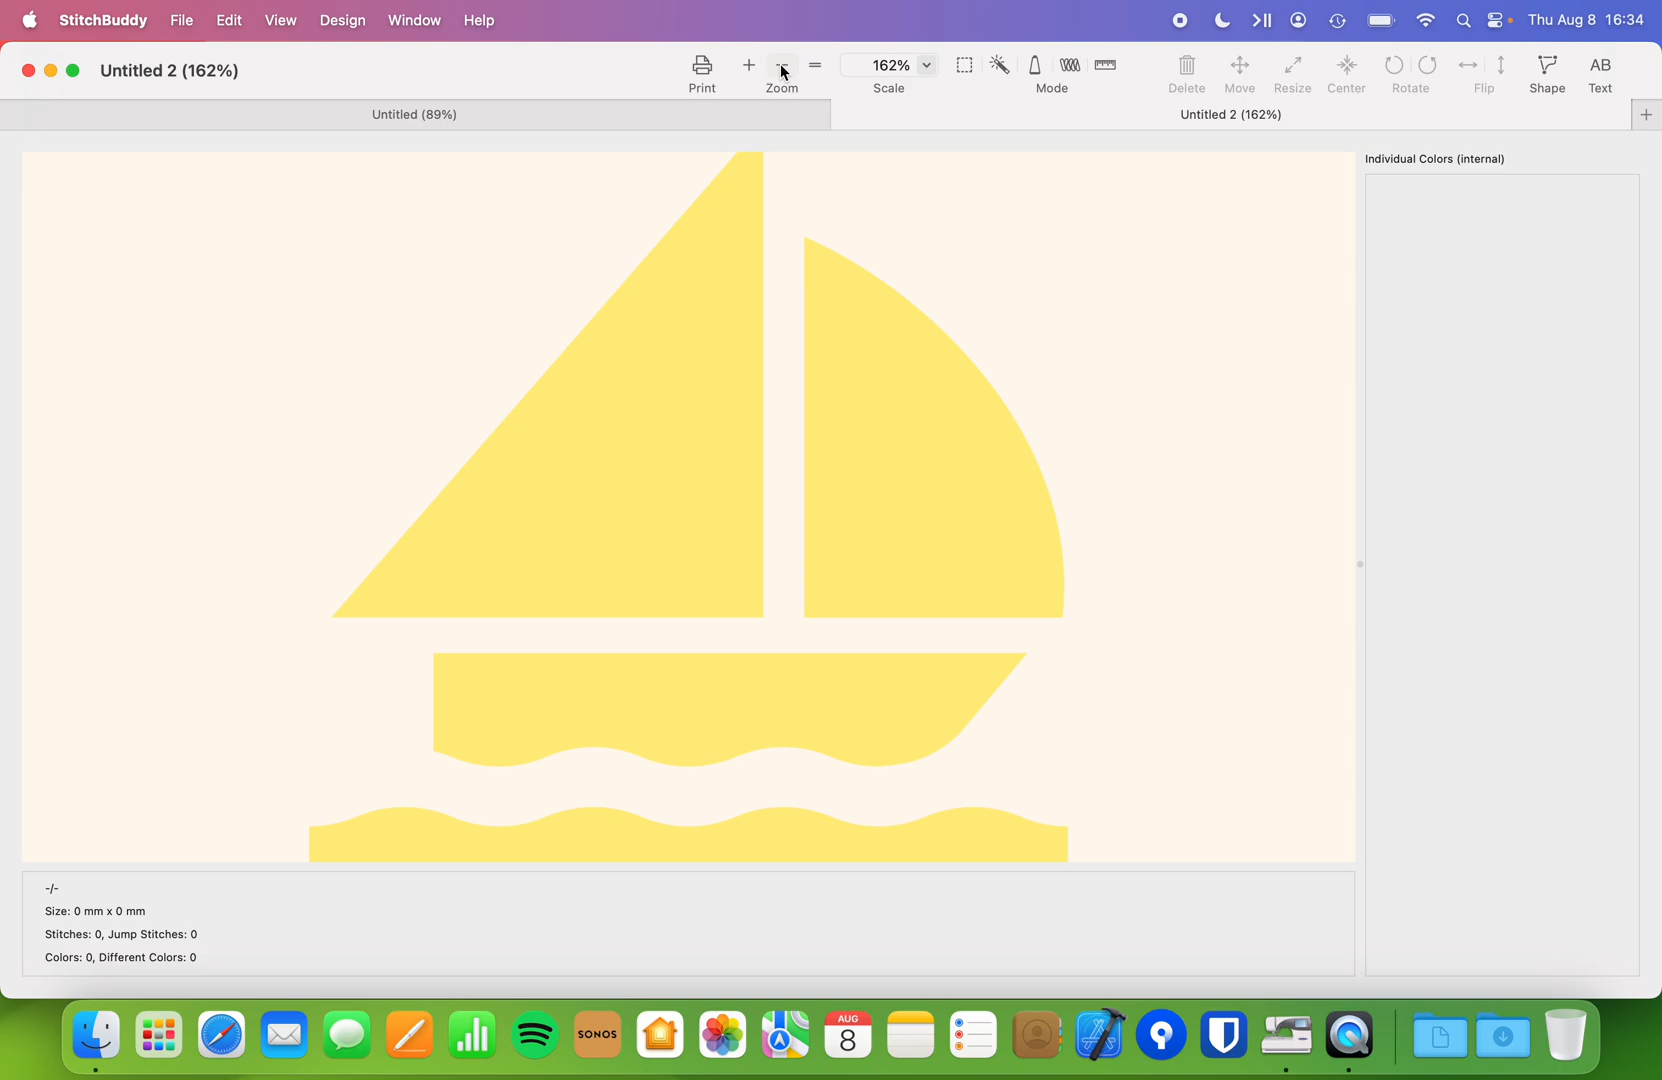 StitchBuddy File Edit View Design Window Help Thu Aug 8 16:34
Untitled 2 (162%) 162%
Print Zoom Scale Mode Delete Move Resize Center Rotate Flip Shape AB Text
Untitled (89%) Untitled 2 (162%)
Individual Colors (internal)
-/-
Size: 0 mm x 0 mm
Stitches: 0, Jump Stitches: 0
Colors: 0, Different Colors: 0
SONOS AUG 8